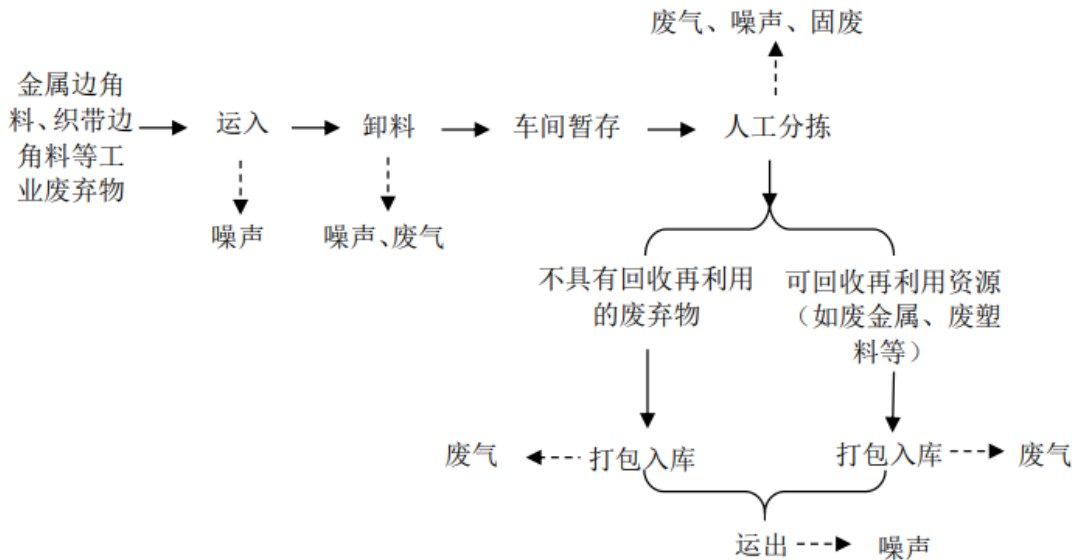 废气、噪声、固废
金属边角
料、织带边
角料等工
业废弃物
运入
卸料
车间暂存
人工分拣
噪声
噪声、废气
不具有回收再利用
的废弃物
可回收再利用资源
（如废金属、废塑
料等）
废气
打包入库
打包入库
废气
运出
噪声